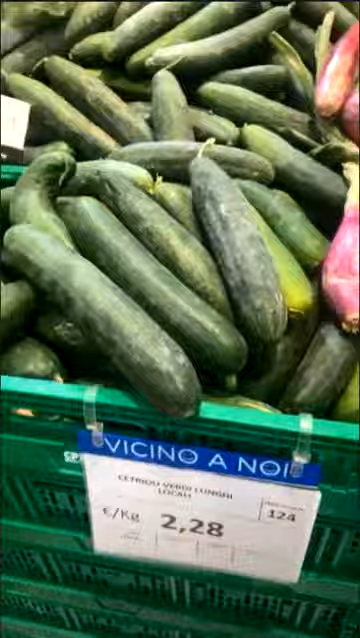 VICINO A NOI
CETRIOLI VERDI LUNGHI
LOCALI
124
€/Kg 2,28